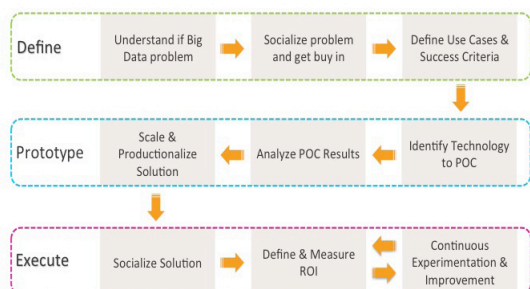 Define
Understand if Big
Data problem
Socialize problem
and get buy in
Define Use Cases &
Success Criteria
Prototype
Scale &
Productionalize
Solution
Analyze POC Results
Identify Technology
to POC
Execute
Socialize Solution
Define & Measure
ROI
Continuous
Experimentation &
Improvement